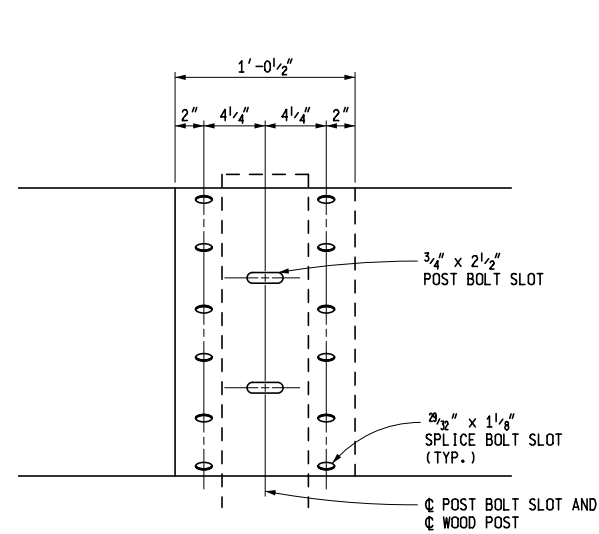 1'-0 1/2"
2" 4 1/4" 4 1/4" 2"
3/4" x 2 1/2"
POST BOLT SLOT
29/32" x 1 1/8"
SPLICE BOLT SLOT
(TYP.)
℄ POST BOLT SLOT AND
℄ WOOD POST